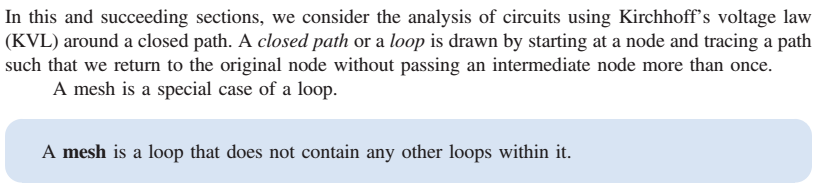 In this and succeeding sections, we consider the analysis of circuits using Kirchhoff's voltage law
(KVL) around a closed path. A closed path or a loop is drawn by starting at a node and tracing a path
such that we return to the original node without passing an intermediate node more than once.
A mesh is a special case of a loop.
A mesh is a loop that does not contain any other loops within it.